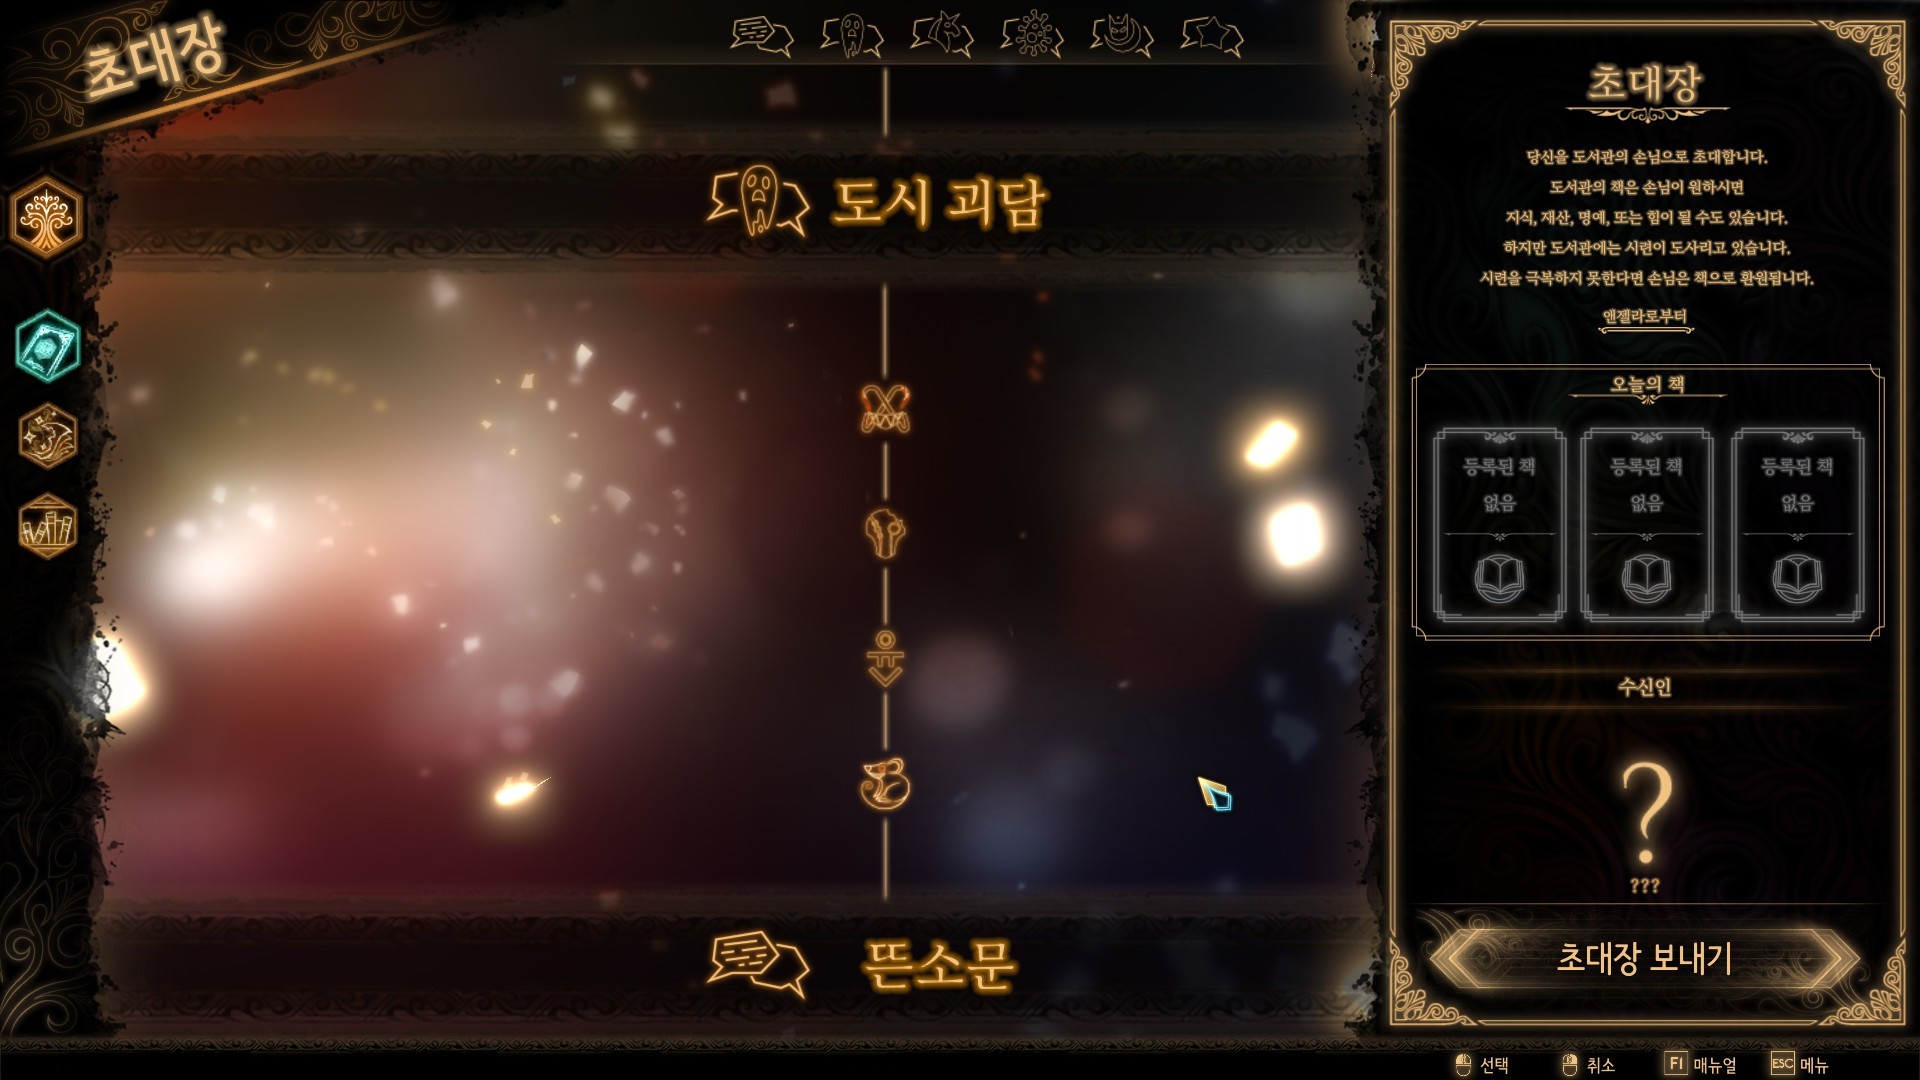 초대장
도시 괴담
뜬소문
초대장
당신을 도서관의 손님으로 초대합니다.
도서관의 책은 손님이 원하시면
지식, 재산, 명예, 또는 힘이 될 수도 있습니다.
하지만 도서관에는 시련이 도사리고 있습니다.
시련을 극복하지 못한다면 손님은 책으로 환원됩니다.
앤젤라로부터
오늘의 책
등록된 책
없음
등록된 책
없음
등록된 책
없음
수신인
?
???
초대장 보내기
선택 취소 F1 매뉴얼 ESC 메뉴